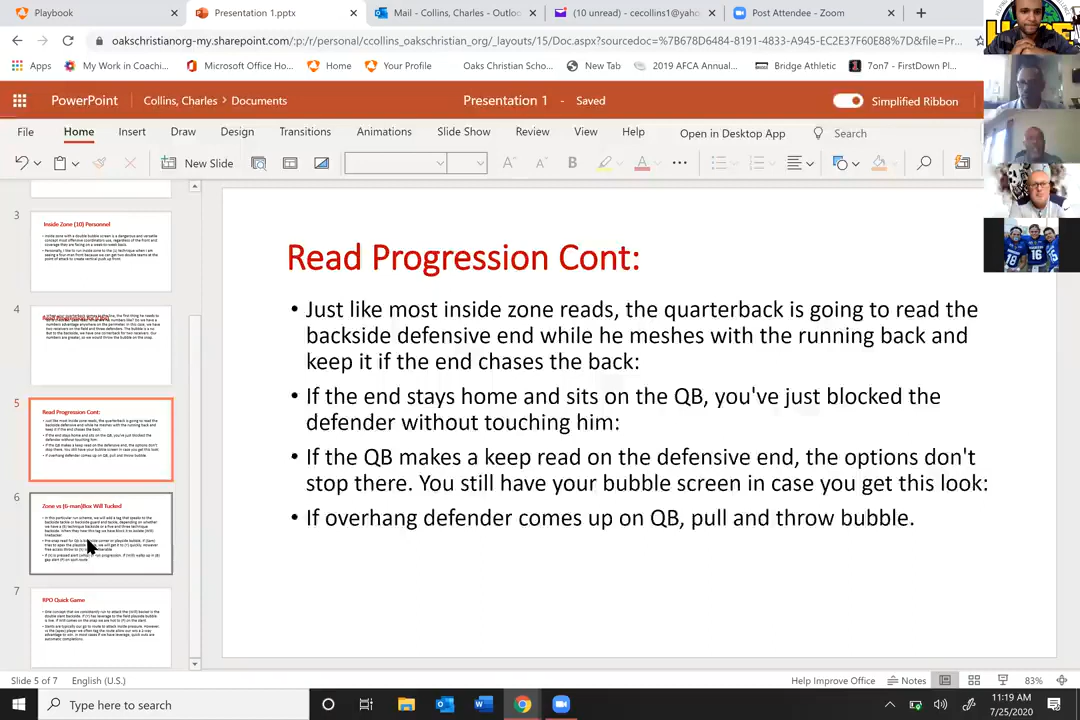 Playbook
Presentation 1.pptx
Mail - Collins, Charles - Outloo
(10 unread) - cecollins1@yaho
Post Attendee - Zoom
oakschristianorg-my.sharepoint.com/:p:/r/personal/ccollins_oakschristian_org/_layouts/15/Doc.aspx?sourcedoc=%7B678D6484-8191-4833-A945-EC2E37F60E88%7D&file=Pr...
Apps
My Work in Coachi...
Microsoft Office Ho...
Home
Your Profile
Oaks Christian Scho...
New Tab
2019 AFCA Annual...
Bridge Athletic
7on7 - FirstDown Pl...
PowerPoint
Collins, Charles > Documents
Presentation 1 - Saved
Simplified Ribbon
File
Home
Insert
Draw
Design
Transitions
Animations
Slide Show
Review
View
Help
Open in Desktop App
Search
New Slide
3
Inside Zone (10) Personnel
4
5
Read Progression Cont:
6
Zone vs (6-man)Box Will Tucked
7
RPO Quick Game
Read Progression Cont:
• Just like most inside zone reads, the quarterback is going to read the
backside defensive end while he meshes with the running back and
keep it if the end chases the back:
• If the end stays home and sits on the QB, you've just blocked the
defender without touching him:
• If the QB makes a keep read on the defensive end, the options don't
stop there. You still have your bubble screen in case you get this look:
• If overhang defender comes up on QB, pull and throw bubble.
Slide 5 of 7
English (U.S.)
Help Improve Office
Notes
83%
Type here to search
11:19 AM
7/25/2020